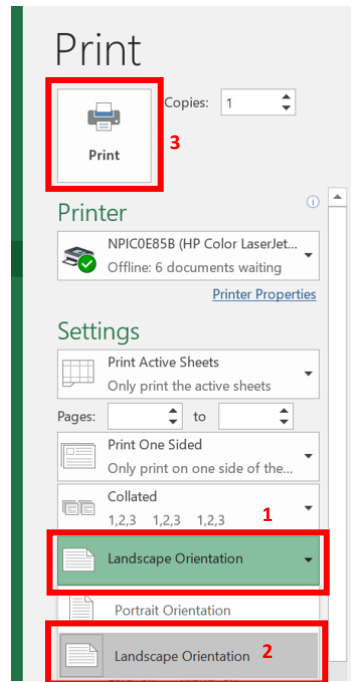 Print
Copies: 1
Print
3
Printer
NPIC0E85B (HP Color LaserJet...
Offline: 6 documents waiting
Printer Properties
Settings
Print Active Sheets
Only print the active sheets
Pages: to
Print One Sided
Only print on one side of the...
Collated
1,2,3 1,2,3 1,2,3
1
Landscape Orientation
Portrait Orientation
Landscape Orientation 2